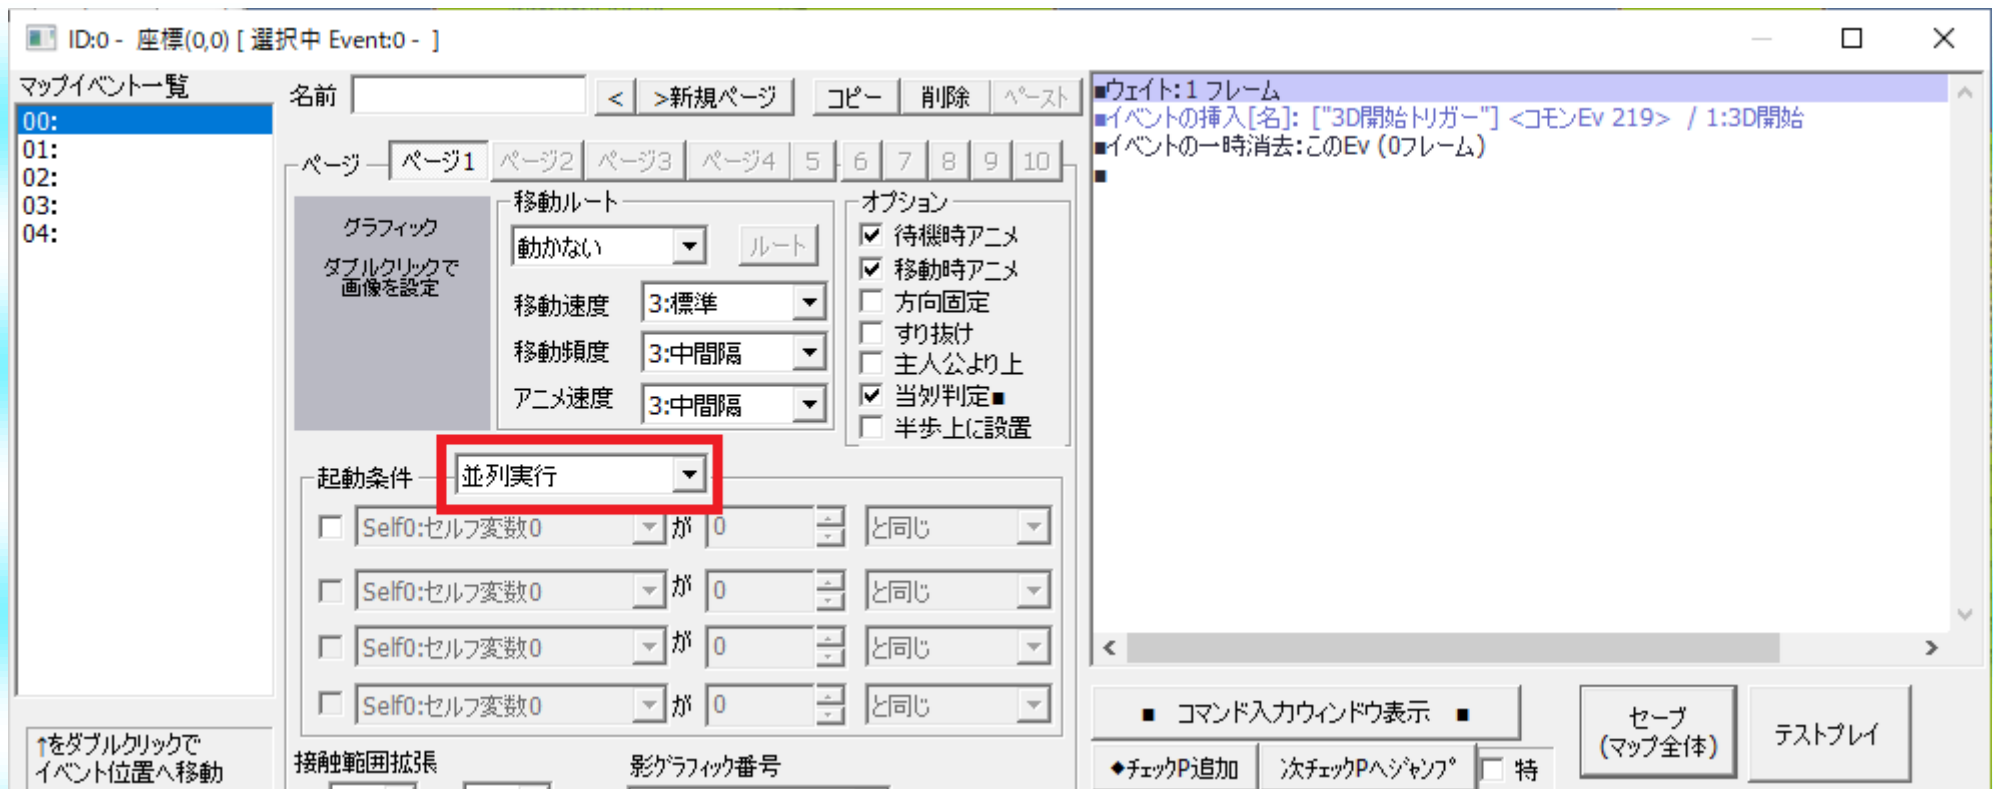 ID:0 - 座標(0,0) [ 選択中 Event:0 - ]
マップイベント一覧
00:
01:
02:
03:
04:
↑をダブルクリックで
イベント位置へ移動
名前
< >新規ページ コピー 削除 ペースト
ページ ページ1 ページ2 ページ3 ページ4 5 6 7 8 9 10
グラフィック
ダブルクリックで
画像を設定
移動ルート
動かない ルート
移動速度 3:標準
移動頻度 3:中間隔
アニメ速度 3:中間隔
オプション
待機時アニメ
移動時アニメ
方向固定
すり抜け
主人公より上
当り判定■
半歩上に設置
起動条件 並列実行
Self0:セルフ変数0 が 0 と同じ
Self0:セルフ変数0 が 0 と同じ
Self0:セルフ変数0 が 0 と同じ
Self0:セルフ変数0 が 0 と同じ
接触範囲拡張 影グラフィック番号
■ウェイト:1 フレーム
■イベントの挿入[名]: ["3D開始トリガー"] <コモンEv 219> / 1:3D開始
■イベントの一時消去:このEv (0フレーム)
■
■ コマンド入力ウィンドウ表示 ■
◆チェックP追加 次チェックPへジャンプ 特
セーブ
(マップ全体)
テストプレイ